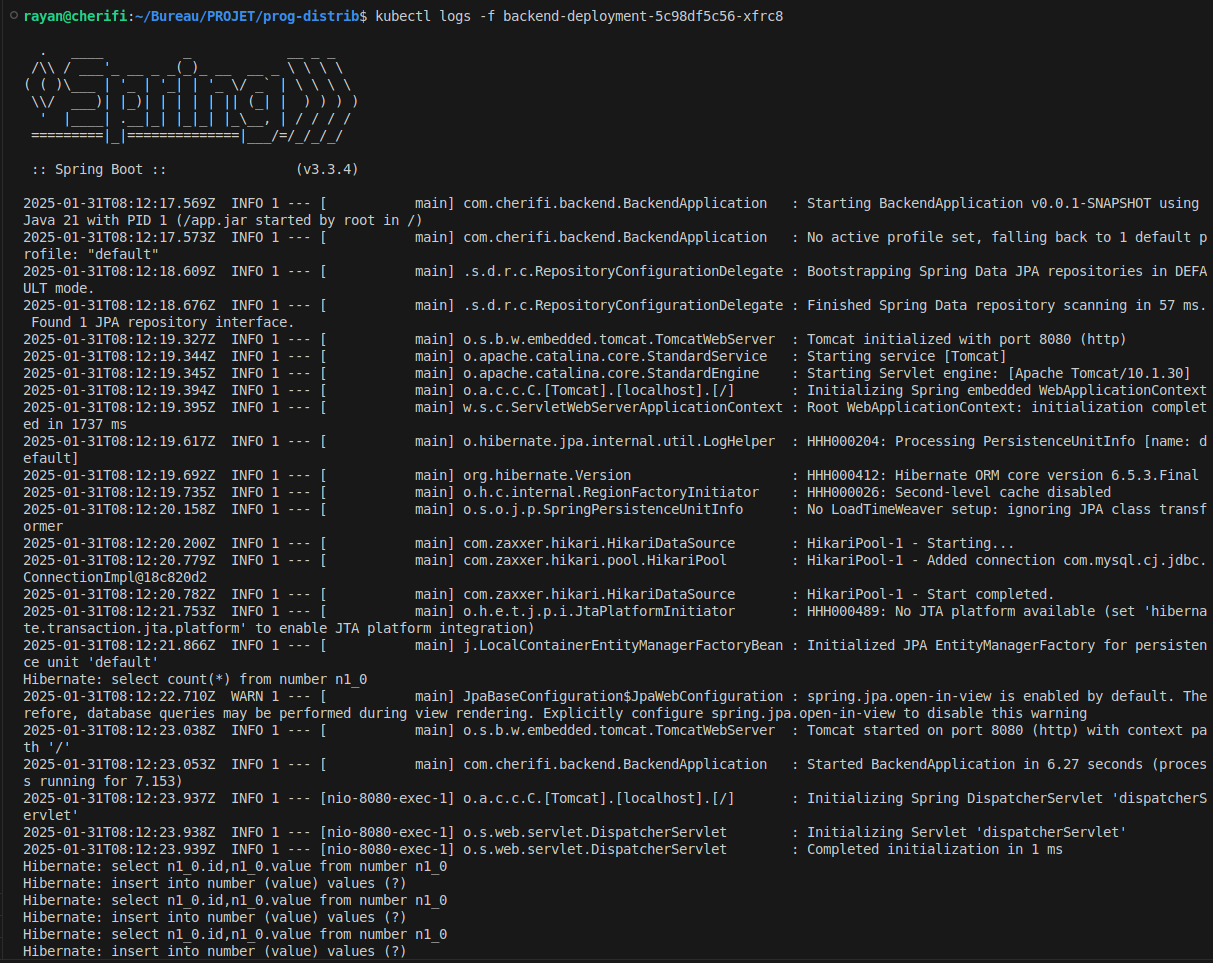 rayan@cherifi:~/Bureau/PROJET/prog-distrib$ kubectl logs -f backend-deployment-5c98df5c56-xfrc8

  .   ____          _            __ _ _
 /\\ / ___'_ __ _ _(_)_ __  __ _ \ \ \ \
( ( )\___ | '_ | '_| | '_ \/ _` | \ \ \ \
 \\/  ___)| |_)| | | | | || (_| |  ) ) ) )
  '  |____| .__|_| |_|_| |_\__, | / / / /
 =========|_|==============|___/=/_/_/_/

 :: Spring Boot ::                (v3.3.4)

2025-01-31T08:12:17.569Z  INFO 1 --- [           main] com.cherifi.backend.BackendApplication   : Starting BackendApplication v0.0.1-SNAPSHOT using
Java 21 with PID 1 (/app.jar started by root in /)
2025-01-31T08:12:17.573Z  INFO 1 --- [           main] com.cherifi.backend.BackendApplication   : No active profile set, falling back to 1 default p
rofile: "default"
2025-01-31T08:12:18.609Z  INFO 1 --- [           main] .s.d.r.c.RepositoryConfigurationDelegate : Bootstrapping Spring Data JPA repositories in DEFA
ULT mode.
2025-01-31T08:12:18.676Z  INFO 1 --- [           main] .s.d.r.c.RepositoryConfigurationDelegate : Finished Spring Data repository scanning in 57 ms.
 Found 1 JPA repository interface.
2025-01-31T08:12:19.327Z  INFO 1 --- [           main] o.s.b.w.embedded.tomcat.TomcatWebServer  : Tomcat initialized with port 8080 (http)
2025-01-31T08:12:19.344Z  INFO 1 --- [           main] o.apache.catalina.core.StandardService   : Starting service [Tomcat]
2025-01-31T08:12:19.345Z  INFO 1 --- [           main] o.apache.catalina.core.StandardEngine    : Starting Servlet engine: [Apache Tomcat/10.1.30]
2025-01-31T08:12:19.394Z  INFO 1 --- [           main] o.a.c.c.C.[Tomcat].[localhost].[/]       : Initializing Spring embedded WebApplicationContext
2025-01-31T08:12:19.395Z  INFO 1 --- [           main] w.s.c.ServletWebServerApplicationContext : Root WebApplicationContext: initialization complet
ed in 1737 ms
2025-01-31T08:12:19.617Z  INFO 1 --- [           main] o.hibernate.jpa.internal.util.LogHelper  : HHH000204: Processing PersistenceUnitInfo [name: d
efault]
2025-01-31T08:12:19.692Z  INFO 1 --- [           main] org.hibernate.Version                    : HHH000412: Hibernate ORM core version 6.5.3.Final
2025-01-31T08:12:19.735Z  INFO 1 --- [           main] o.h.c.internal.RegionFactoryInitiator    : HHH000026: Second-level cache disabled
2025-01-31T08:12:20.158Z  INFO 1 --- [           main] o.s.o.j.p.SpringPersistenceUnitInfo      : No LoadTimeWeaver setup: ignoring JPA class transf
ormer
2025-01-31T08:12:20.200Z  INFO 1 --- [           main] com.zaxxer.hikari.HikariDataSource       : HikariPool-1 - Starting...
2025-01-31T08:12:20.779Z  INFO 1 --- [           main] com.zaxxer.hikari.pool.HikariPool        : HikariPool-1 - Added connection com.mysql.cj.jdbc.
ConnectionImpl@18c820d2
2025-01-31T08:12:20.782Z  INFO 1 --- [           main] com.zaxxer.hikari.HikariDataSource       : HikariPool-1 - Start completed.
2025-01-31T08:12:21.753Z  INFO 1 --- [           main] o.h.e.t.j.p.i.JtaPlatformInitiator       : HHH000489: No JTA platform available (set 'hiberna
te.transaction.jta.platform' to enable JTA platform integration)
2025-01-31T08:12:21.866Z  INFO 1 --- [           main] j.LocalContainerEntityManagerFactoryBean : Initialized JPA EntityManagerFactory for persisten
ce unit 'default'
Hibernate: select count(*) from number n1_0
2025-01-31T08:12:22.710Z  WARN 1 --- [           main] JpaBaseConfiguration$JpaWebConfiguration : spring.jpa.open-in-view is enabled by default. The
refore, database queries may be performed during view rendering. Explicitly configure spring.jpa.open-in-view to disable this warning
2025-01-31T08:12:23.038Z  INFO 1 --- [           main] o.s.b.w.embedded.tomcat.TomcatWebServer  : Tomcat started on port 8080 (http) with context pa
th '/'
2025-01-31T08:12:23.053Z  INFO 1 --- [           main] com.cherifi.backend.BackendApplication   : Started BackendApplication in 6.27 seconds (proces
s running for 7.153)
2025-01-31T08:12:23.937Z  INFO 1 --- [nio-8080-exec-1] o.a.c.c.C.[Tomcat].[localhost].[/]       : Initializing Spring DispatcherServlet 'dispatcherS
ervlet'
2025-01-31T08:12:23.938Z  INFO 1 --- [nio-8080-exec-1] o.s.web.servlet.DispatcherServlet        : Initializing Servlet 'dispatcherServlet'
2025-01-31T08:12:23.939Z  INFO 1 --- [nio-8080-exec-1] o.s.web.servlet.DispatcherServlet        : Completed initialization in 1 ms
Hibernate: select n1_0.id,n1_0.value from number n1_0
Hibernate: insert into number (value) values (?)
Hibernate: select n1_0.id,n1_0.value from number n1_0
Hibernate: insert into number (value) values (?)
Hibernate: select n1_0.id,n1_0.value from number n1_0
Hibernate: insert into number (value) values (?)